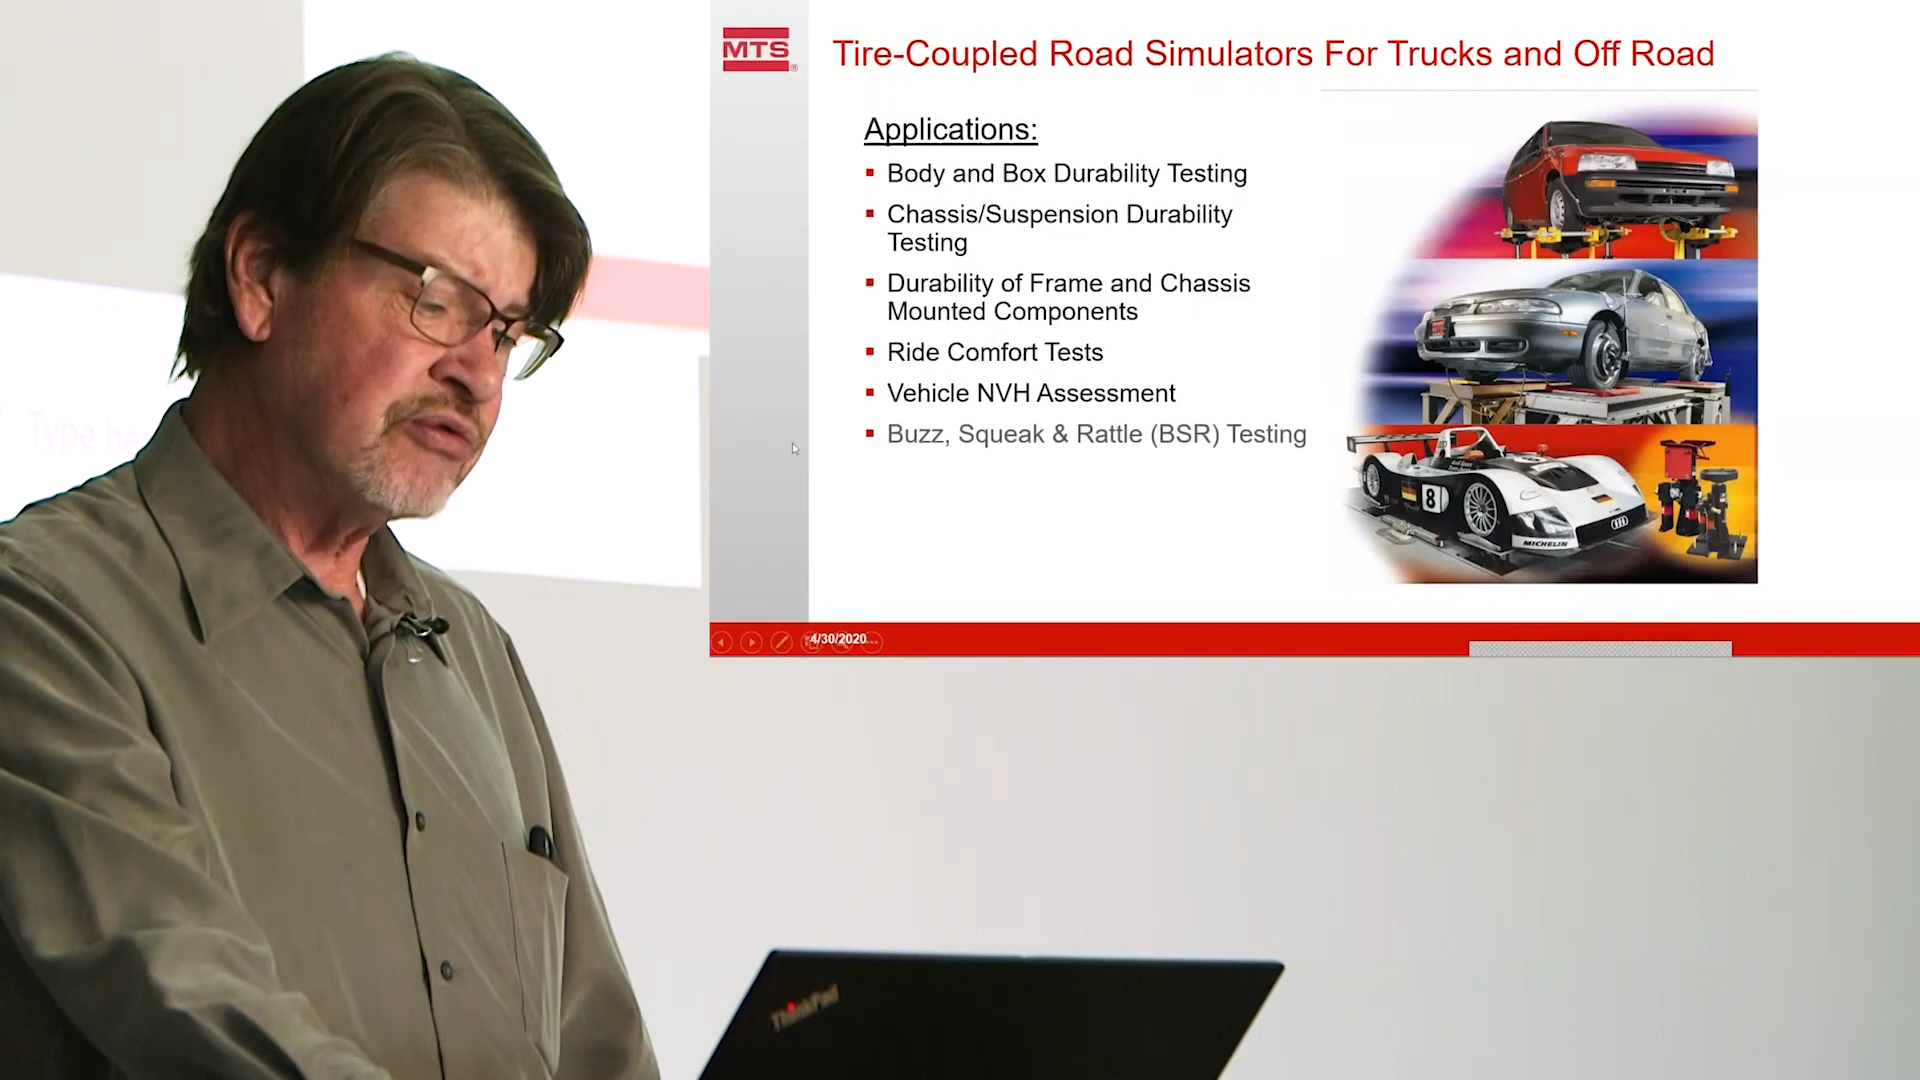 MTS
Tire-Coupled Road Simulators For Trucks and Off Road
Applications:
Body and Box Durability Testing
Chassis/Suspension Durability
Testing
Durability of Frame and Chassis
Mounted Components
Ride Comfort Tests
Vehicle NVH Assessment
Buzz, Squeak & Rattle (BSR) Testing
8
MICHELIN
4/30/2020
Type he
ThinkPad